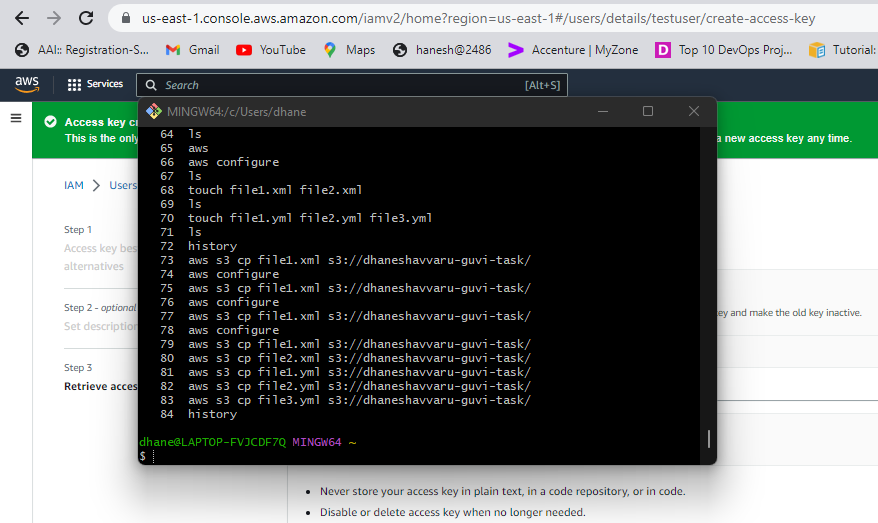 us-east-1.console.aws.amazon.com/iamv2/home?region=us-east-1#/users/details/testuser/create-access-key
AAI: Registration-S... Gmail YouTube Maps hanesh@2486 Accenture | MyZone Top 10 DevOps Proj... Tutorial:
aws Services Search [Alt+S]
MINGW64:/c/Users/dhane
Access key
This is the only
a new access key any time.
IAM > Users
Step 1
Access key bes
alternatives
Step 2 - optional
Set description
Step 3
Retrieve acces
64 ls
65 aws
66 aws configure
67 ls
68 touch file1.xml file2.xml
69 ls
70 touch file1.yml file2.yml file3.yml
71 ls
72 history
73 aws s3 cp file1.xml s3://dhaneshavvaru-guvi-task/
74 aws configure
75 aws s3 cp file1.xml s3://dhaneshavvaru-guvi-task/
76 aws configure
77 aws s3 cp file1.xml s3://dhaneshavvaru-guvi-task/
78 aws configure
79 aws s3 cp file1.xml s3://dhaneshavvaru-guvi-task/
80 aws s3 cp file2.xml s3://dhaneshavvaru-guvi-task/
81 aws s3 cp file1.yml s3://dhaneshavvaru-guvi-task/
82 aws s3 cp file2.yml s3://dhaneshavvaru-guvi-task/
83 aws s3 cp file3.yml s3://dhaneshavvaru-guvi-task/
84 history
dhane@LAPTOP-FVJCDF7Q MINGW64 ~
$
ey and make the old key inactive.
• Never store your access key in plain text, in a code repository, or in code.
• Disable or delete access key when no longer needed.